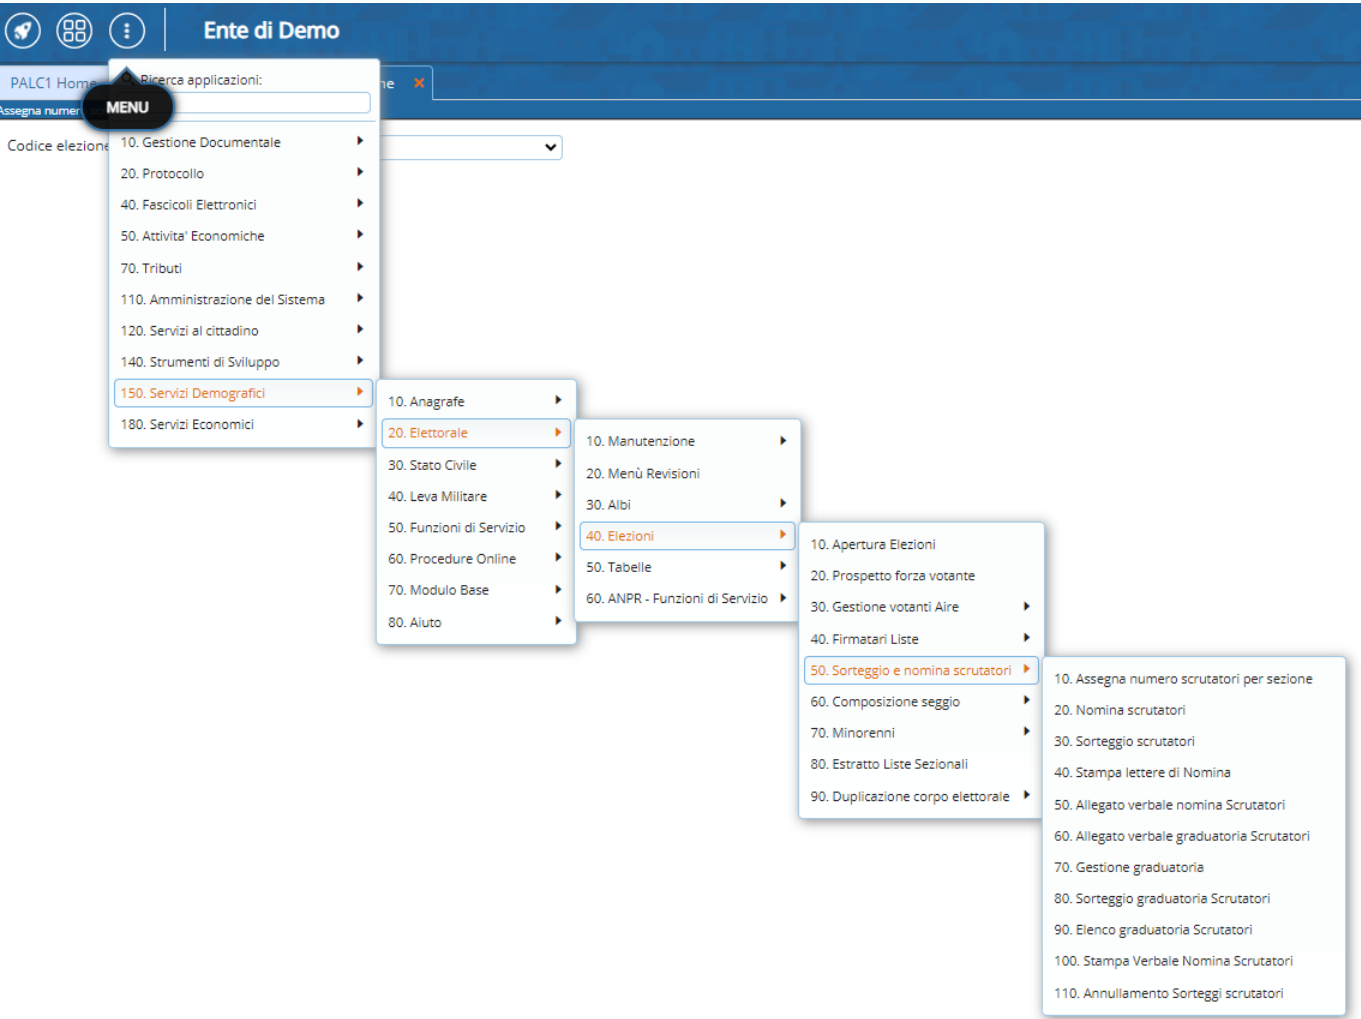 Ente di Demo
PALC1 Home
Ricerca applicazioni:
ne ×
Assegna numer
MENU
Codice elezione
10. Gestione Documentale
20. Protocollo
40. Fascicoli Elettronici
50. Attivita' Economiche
70. Tributi
110. Amministrazione del Sistema
120. Servizi al cittadino
140. Strumenti di Sviluppo
150. Servizi Demografici
180. Servizi Economici
10. Anagrafe
20. Elettorale
30. Stato Civile
40. Leva Militare
50. Funzioni di Servizio
60. Procedure Online
70. Modulo Base
80. Aiuto
10. Manutenzione
20. Menù Revisioni
30. Albi
40. Elezioni
50. Tabelle
60. ANPR - Funzioni di Servizio
10. Apertura Elezioni
20. Prospetto forza votante
30. Gestione votanti Aire
40. Firmatari Liste
50. Sorteggio e nomina scrutatori
60. Composizione seggio
70. Minorenni
80. Estratto Liste Sezionali
90. Duplicazione corpo elettorale
10. Assegna numero scrutatori per sezione
20. Nomina scrutatori
30. Sorteggio scrutatori
40. Stampa lettere di Nomina
50. Allegato verbale nomina Scrutatori
60. Allegato verbale graduatoria Scrutatori
70. Gestione graduatoria
80. Sorteggio graduatoria Scrutatori
90. Elenco graduatoria Scrutatori
100. Stampa Verbale Nomina Scrutatori
110. Annullamento Sorteggi scrutatori